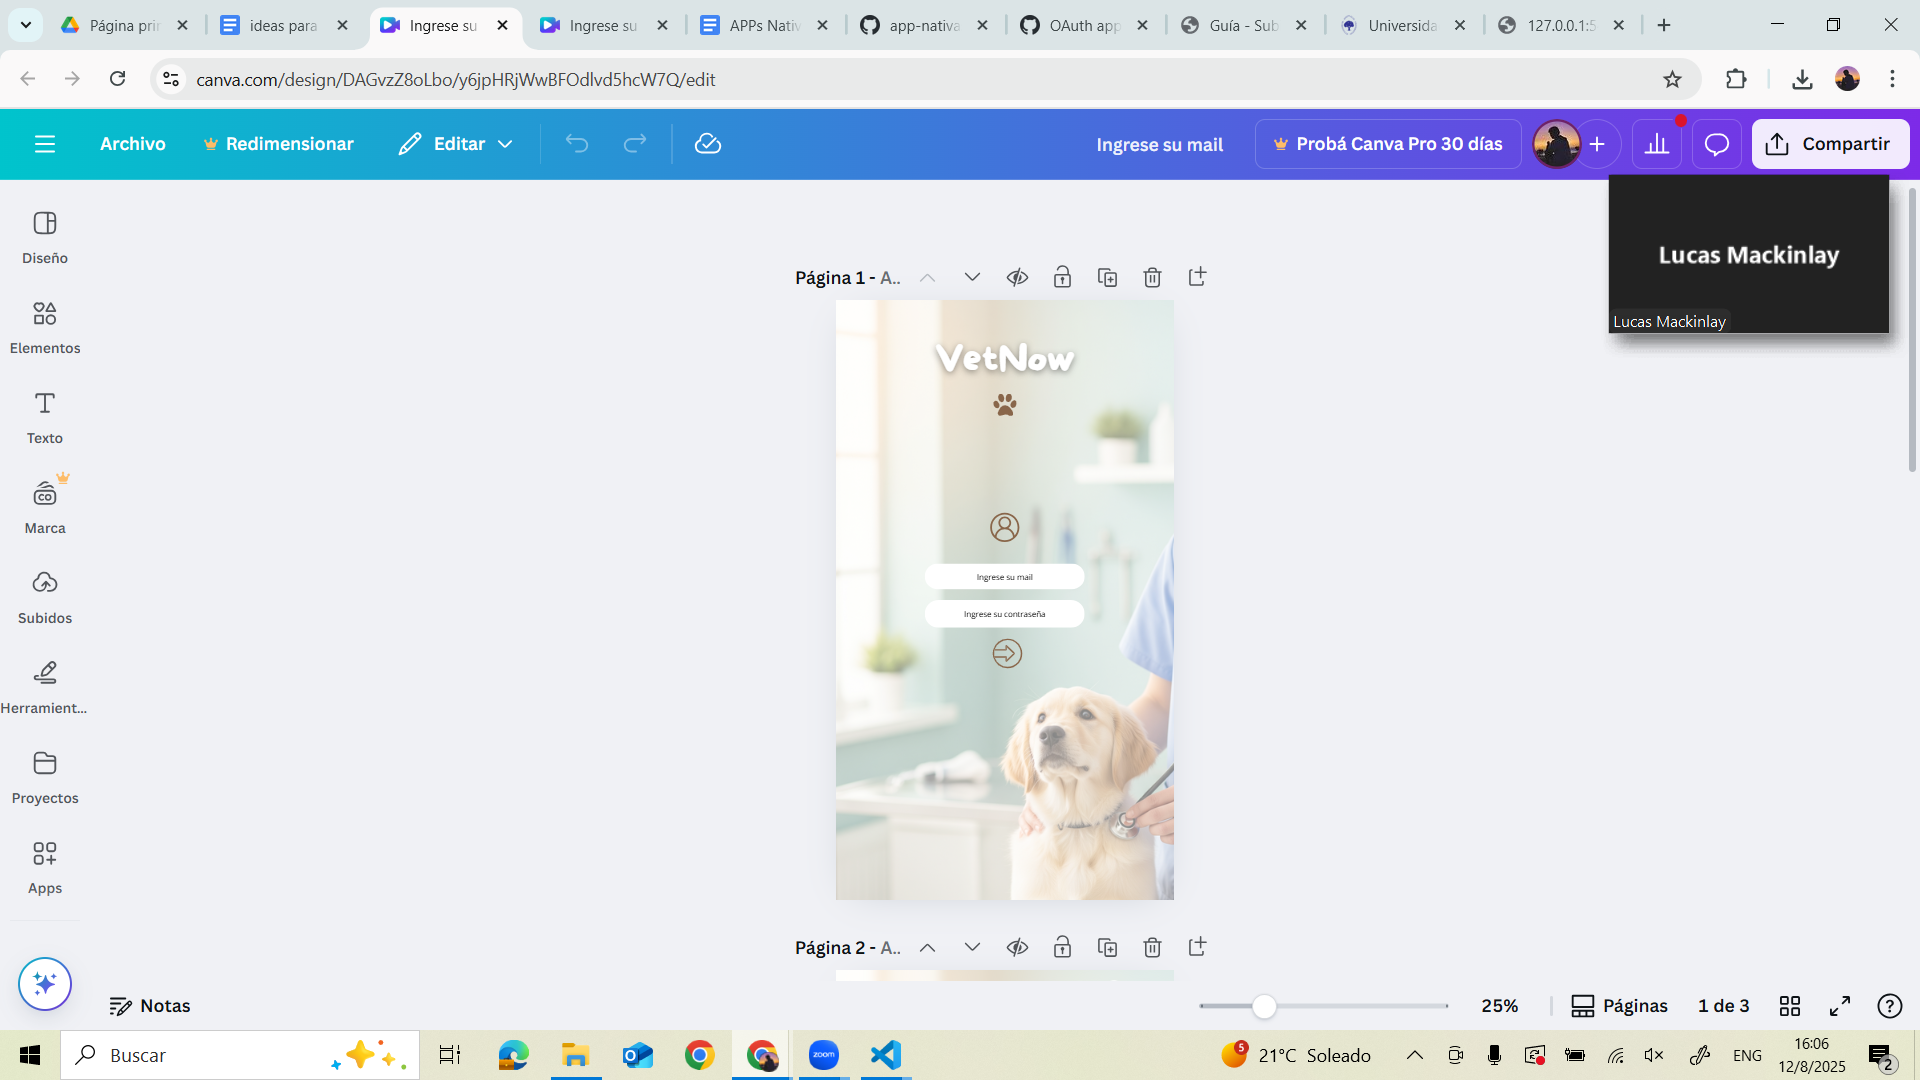 Página prin
ideas para
Ingrese su
Ingrese su
APPs Nativ
app-nativa
OAuth app
Guía - Sub
Universida
127.0.0.1:5
canva.com/design/DAGvzZ8oLbo/y6jpHRjWwBFOdlvd5hcW7Q/edit
Archivo
Redimensionar
Editar
Ingrese su mail
Probá Canva Pro 30 días
Compartir
Diseño
Elementos
Texto
CO
Marca
Subidos
Herramient...
Proyectos
Apps
Lucas Mackinlay
Lucas Mackinlay
Página 1 - A..
VetNow
Ingrese su mail
Ingrese su contraseña
Página 2 - A..
Notas
25%
Páginas
1 de 3
Buscar
zoom
5
21°C Soleado
ENG
16:06
12/8/2025
2